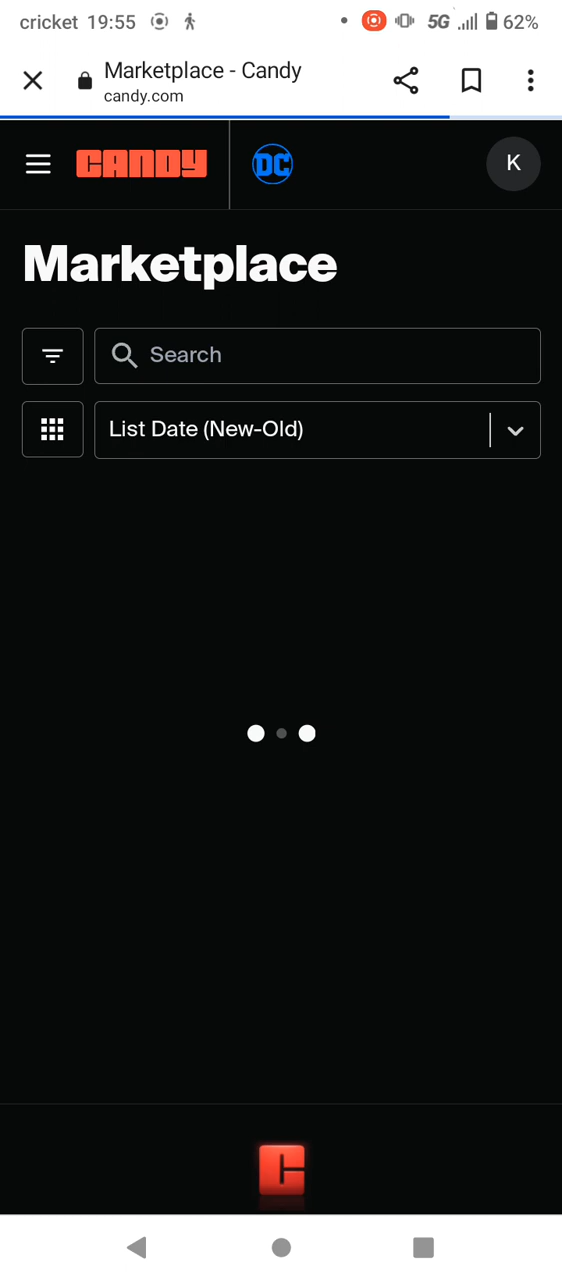 cricket 19:55 5G 62%
Marketplace - Candy
candy.com
CANDY DC K
Marketplace
Search
List Date (New-Old)
C